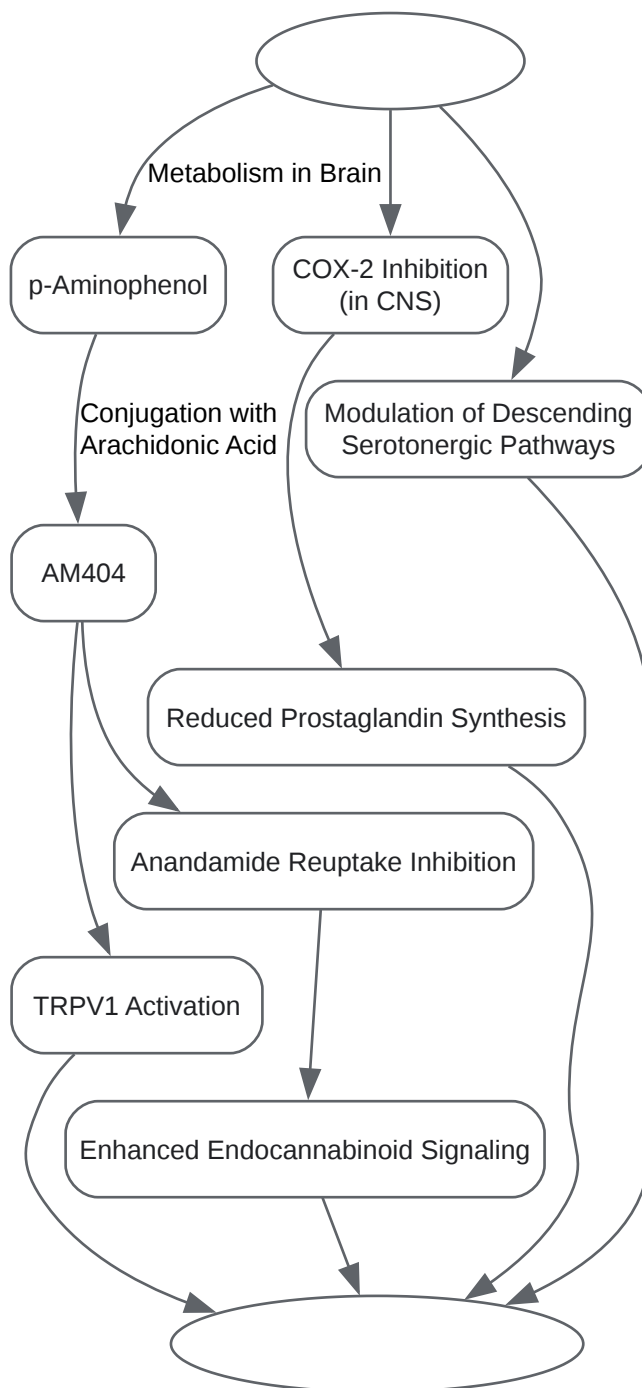 Metabolism in Brain
p-Aminophenol
COX-2 Inhibition
(in CNS)
Conjugation with
Arachidonic Acid
Modulation of Descending
Serotonergic Pathways
AM404
Reduced Prostaglandin Synthesis
Anandamide Reuptake Inhibition
TRPV1 Activation
Enhanced Endocannabinoid Signaling